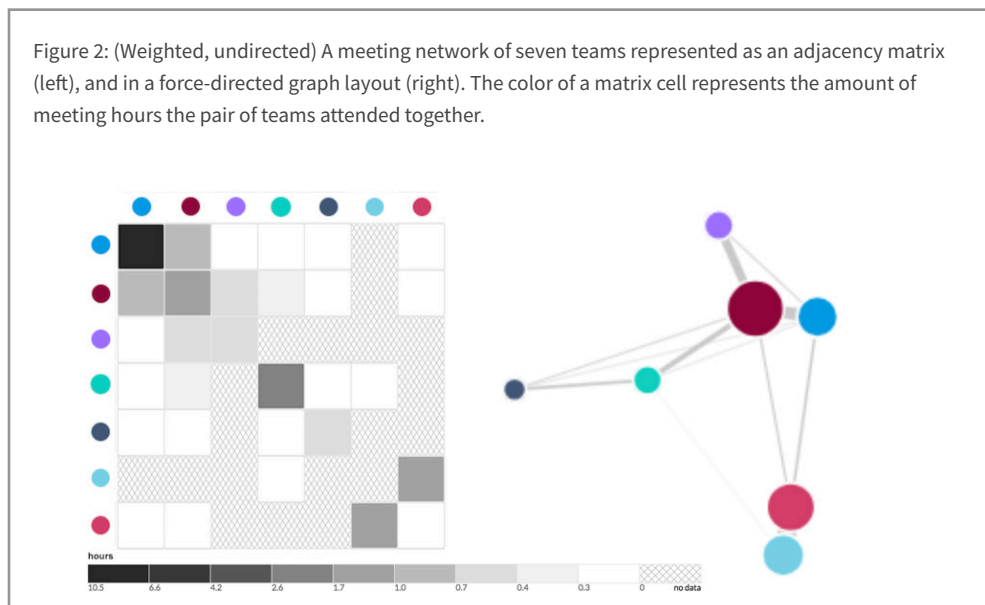 Figure 2: (Weighted, undirected) A meeting network of seven teams represented as an adjacency matrix
(left), and in a force-directed graph layout (right). The color of a matrix cell represents the amount of
meeting hours the pair of teams attended together.
hours
10.5 6.6 4.2 2.6 1.7 1.0 0.7 0.4 0.3 0 no data